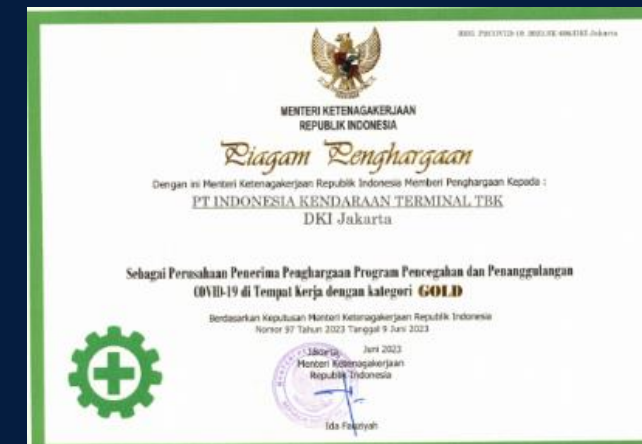 MENTERI KETENAGAKERJAAN
REPUBLIK INDONESIA
Piagam Penghargaan
Dengan ini Menteri Ketenagakerjaan Republik Indonesia Memberi Penghargaan Kepada :
PT INDONESIA KENDARAAN TERMINAL TBK
DKI Jakarta
Sebagai Perusahaan Penerima Penghargaan Program Pencegahan dan Penanggulangan
COVID-19 di Tempat Kerja dengan kategori GOLD
Berdasarkan Keputusan Menteri Ketenagakerjaan Republik Indonesia
Nomor 97 Tahun 2023 Tanggal 9 Juni 2023
Jakarta, Juni 2023
Menteri Ketenagakerjaan
Republik Indonesia
Ida Fauziyah